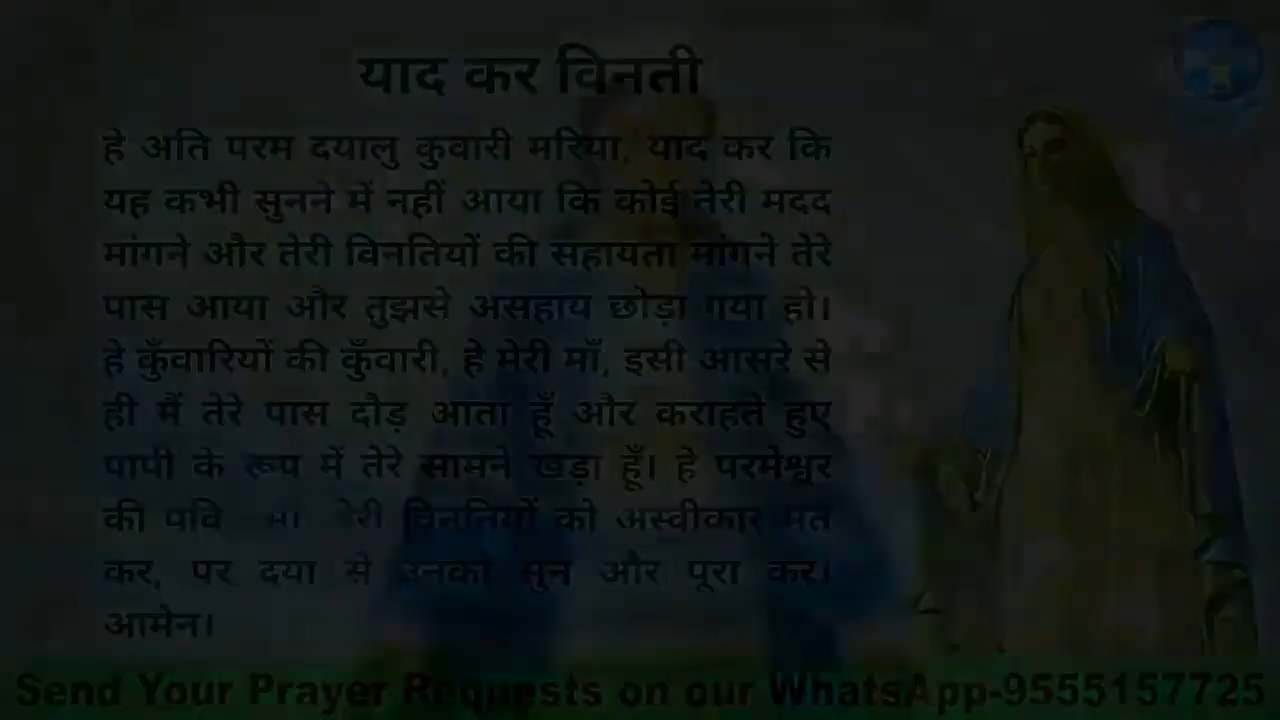 याद कर विनती
हे अति परम दयालु कुवारी मरिया, याद कर कि
यह कभी सुनने में नहीं आया कि कोई तेरी मदद
मांगने और तेरी विनतियों की सहायता मांगने तेरे
पास आया और तुझसे असहाय छोड़ा गया हो।
हे कुँवारियों की कुँवारी, हे मेरी माँ, इसी आसरे से
ही मैं तेरे पास दौड़ आता हूँ और कराहते हुए
पापी के रूप में तेरे सामने खड़ा हूँ। हे परमेश्वर
की विनतियों को अस्वीकार मत
कर, पर दया से उनको सुन और पूरा कर।
आमेन।
Send Your Prayer Requests on our WhatsApp-9555157725